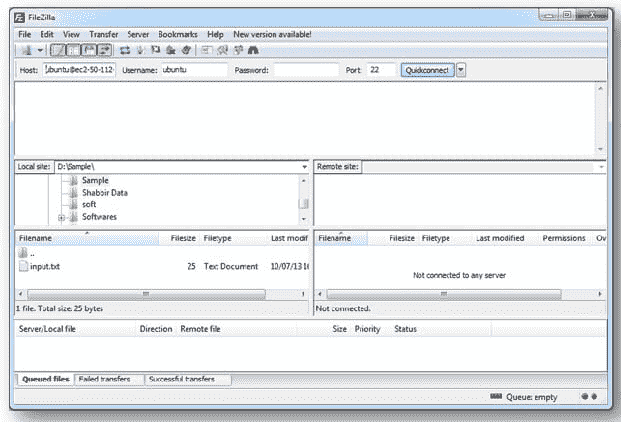 FileZilla
File Edit View Transfer Server Bookmarks Help New version available!
Host: ubuntu@ec2-50-112- Username: ubuntu Password: Port: 22 Quickconnect
Local site: D:\Sample\ Remote site:
Sample
Shabbir Data
soft
Softwares
Filename Filesize Filetype Last modif Filename Filesize Filetype Last modified Permissions Ov
..
input.txt 25 Text Document 10/07/13 1
Not connected to any server
1 file. Total size: 25 bytes Not connected.
Server/Local file Direction Remote file Size Priority Status
Queued files Failed transfers Successful transfers
Queue: empty